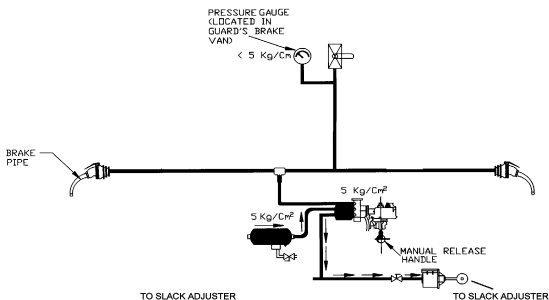 PRESSURE GAUGE
(LOCATED IN
GUARD'S BRAKE
VAN)
< 5 Kg/Cm
BRAKE
PIPE
5 Kg/Cm²
5 Kg/Cm²
MANUAL RELEASE
HANDLE
TO SLACK ADJUSTER
TO SLACK ADJUSTER